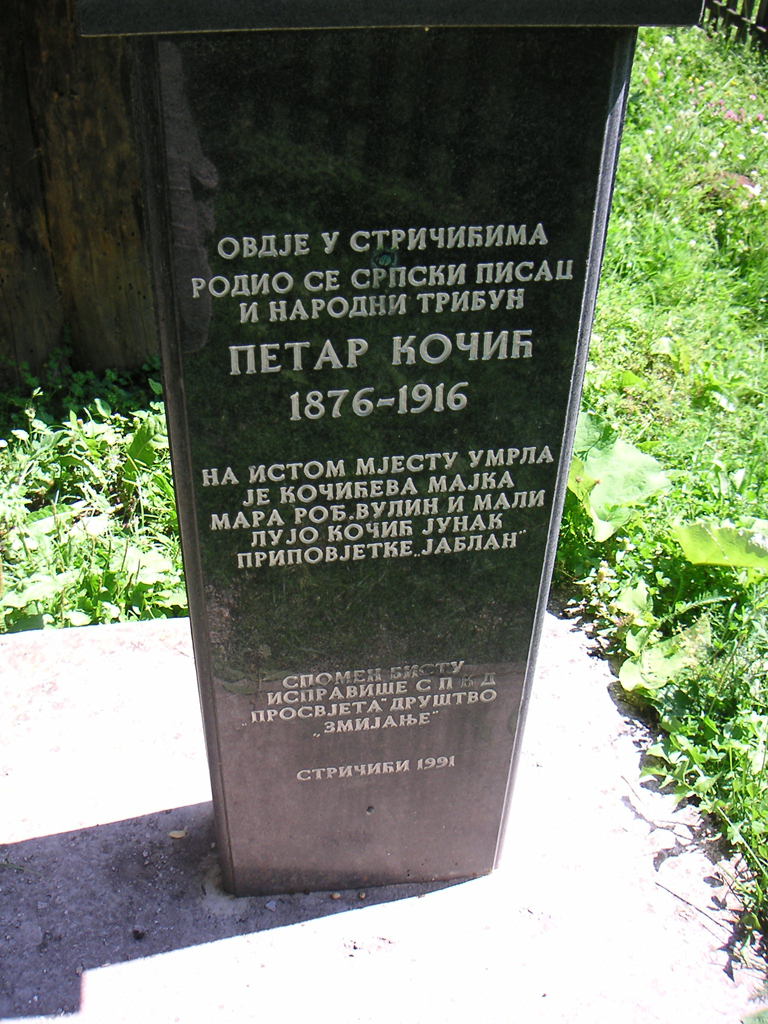 ОВДЈЕ У СТРИЧИЋИМА
РОДИО СЕ СРПСКИ ПИСАЦ
И НАРОДНИ ТРИБУН
ПЕТАР КОЧИЋ
1876-1916
НА ИСТОМ МЈЕСТУ УМРЛА
ЈЕ КОЧИЋЕВА МАЈКА
МАРА РОЂ. ВУЛИН И МАЛИ
ЛУЈО КОЧИЋ ЈУНАК
ПРИПОВЈЕТКЕ „ЈАБЛАН"
СПОМЕН БИСТУ
ИСПРАВИШЕ С П К Д
„ПРОСВЈЕТА" ДРУШТВО
„ЗМИЈАЊЕ"
СТРИЧИЋИ 1991